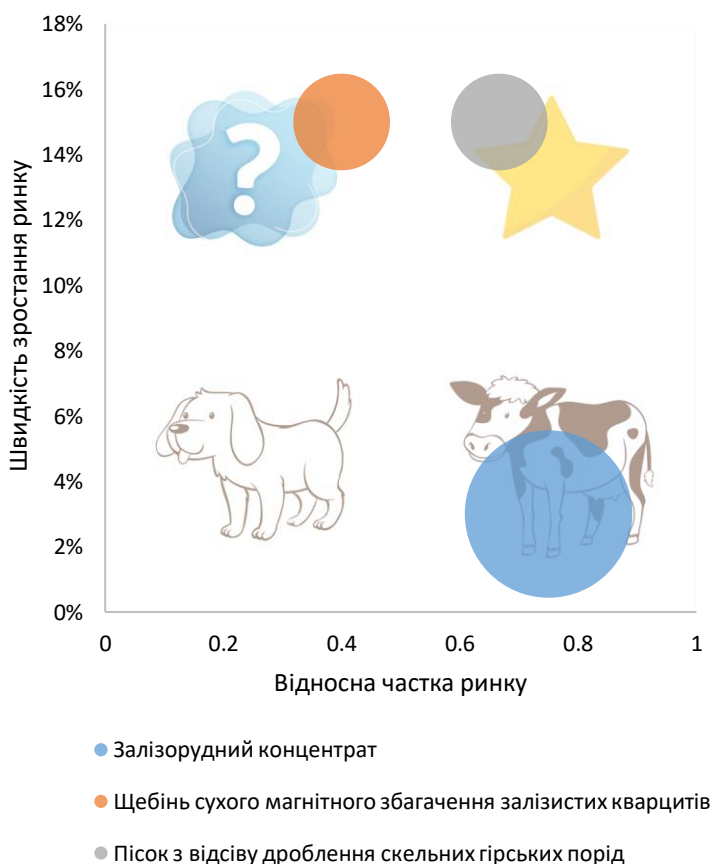 18%
16%
14%
12%
10%
8%
6%
4%
2%
0%
Швидкість зростання ринку
?
0 0.2 0.4 0.6 0.8 1
Відносна частка ринку
Залізорудний концентрат
Щебінь сухого магнітного збагачення залізистих кварцитів
Пісок з відсіву дроблення скельних гірських порід